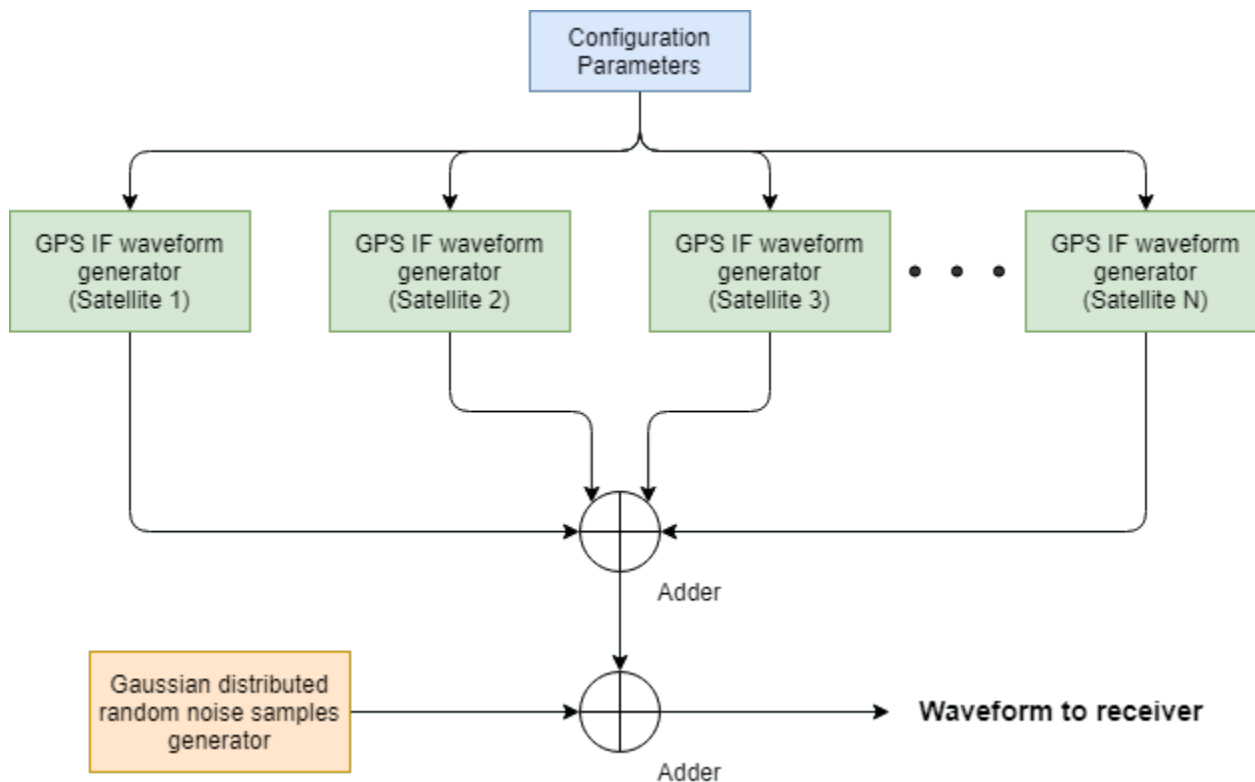 Configuration
Parameters
GPS IF waveform
generator
(Satellite 1)
GPS IF waveform
generator
(Satellite 2)
GPS IF waveform
generator
(Satellite 3)
GPS IF waveform
generator
(Satellite N)
Adder
Gaussian distributed
random noise samples
generator
Waveform to receiver
Adder